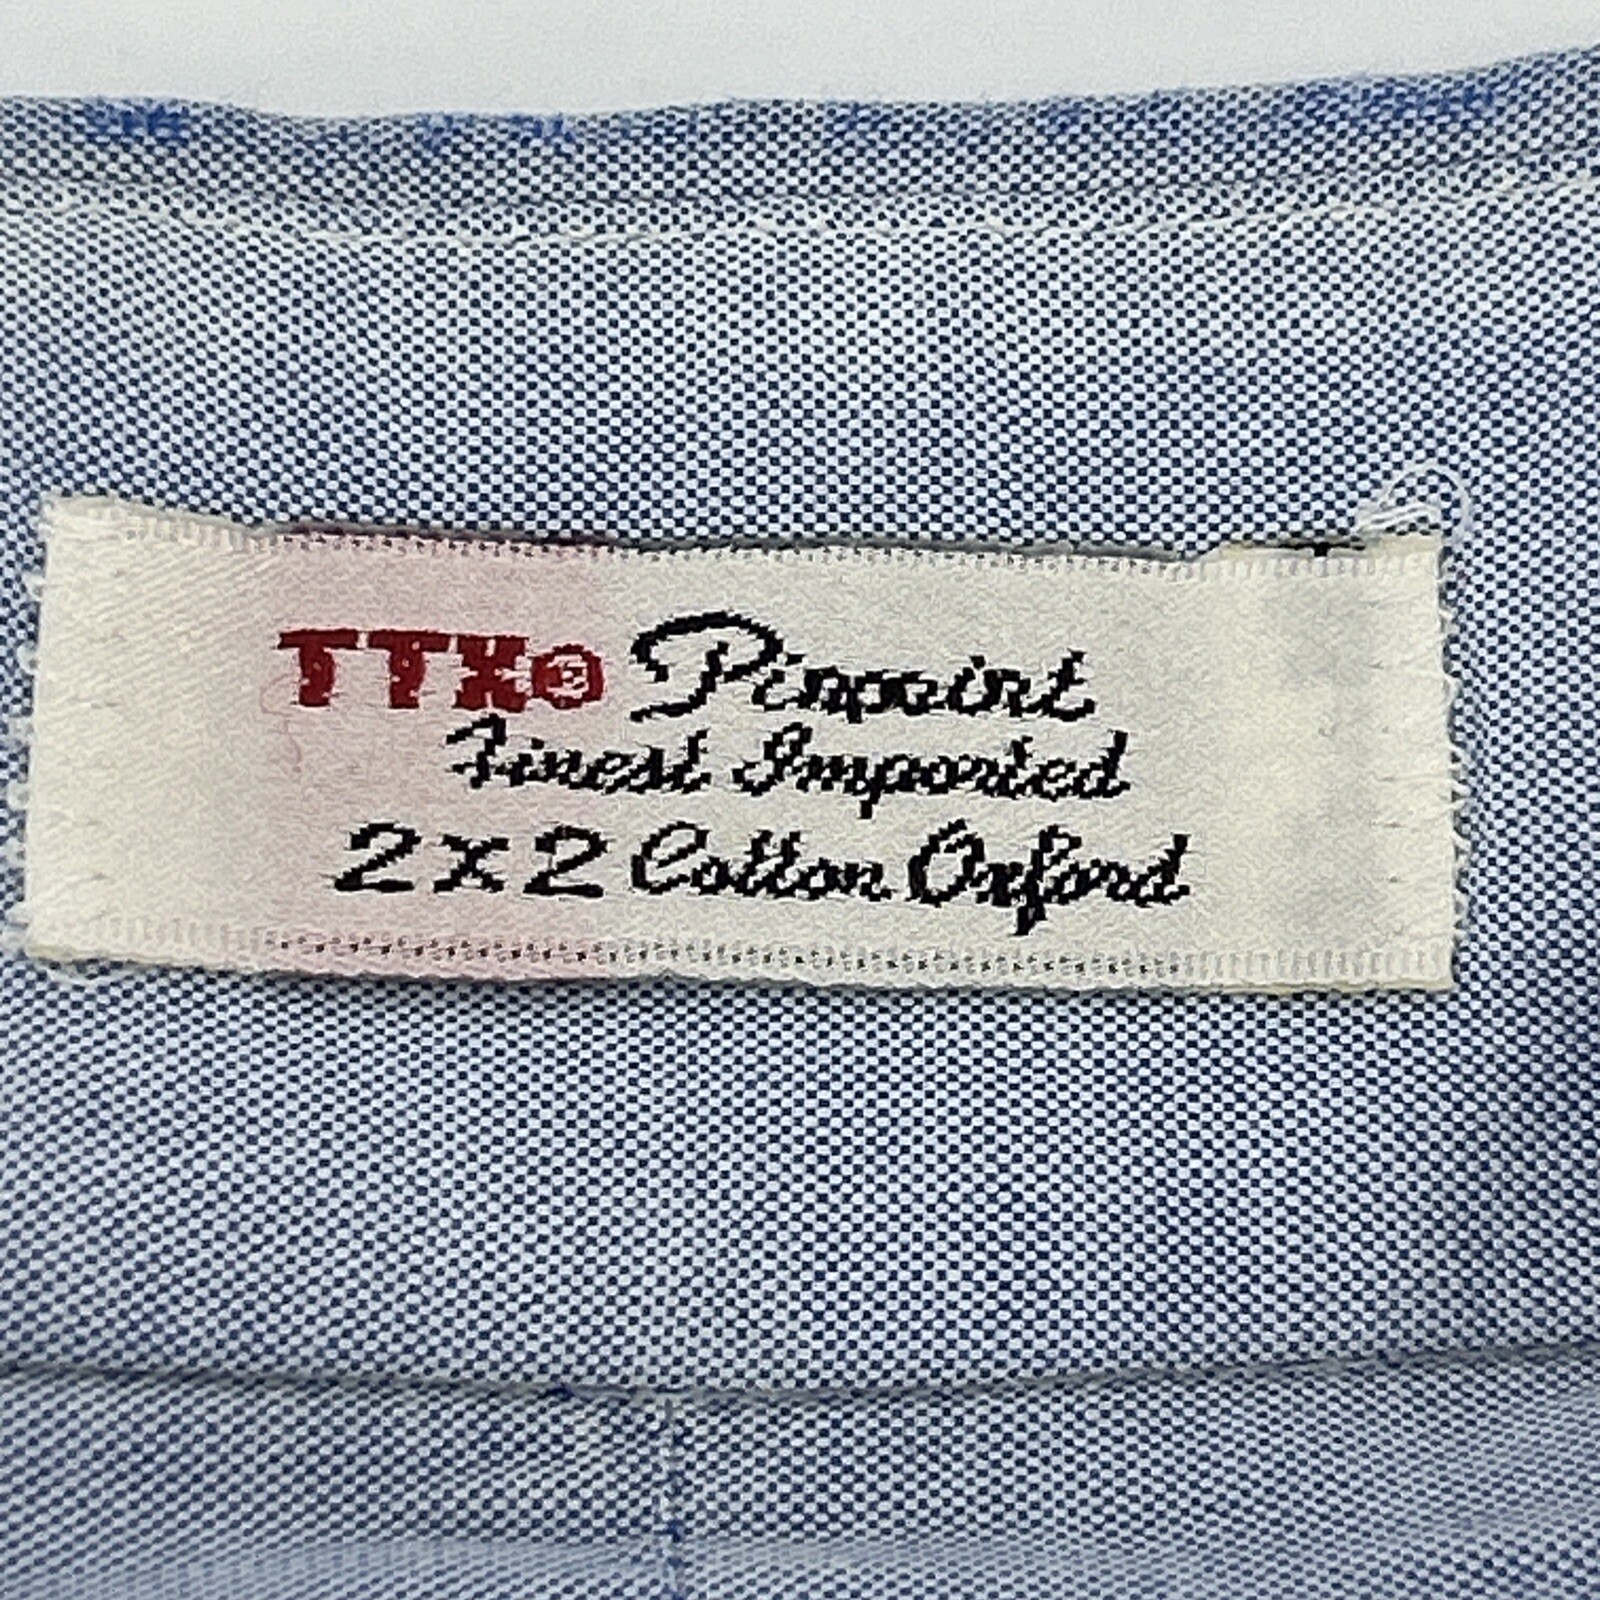 TTX® Pinpoint
Finest Imported
2x2 Cotton Oxford